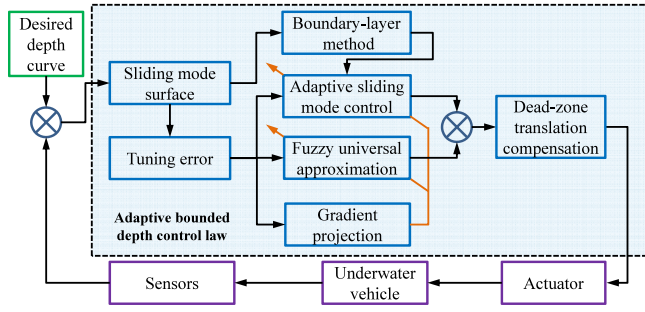 Desired
depth
curve
Sliding mode
surface
Tuning error
Boundary-layer
method
Adaptive sliding
mode control
Fuzzy universal
approximation
Gradient
projection
Dead-zone
translation
compensation
Adaptive bounded
depth control law
Sensors
Underwater
vehicle
Actuator